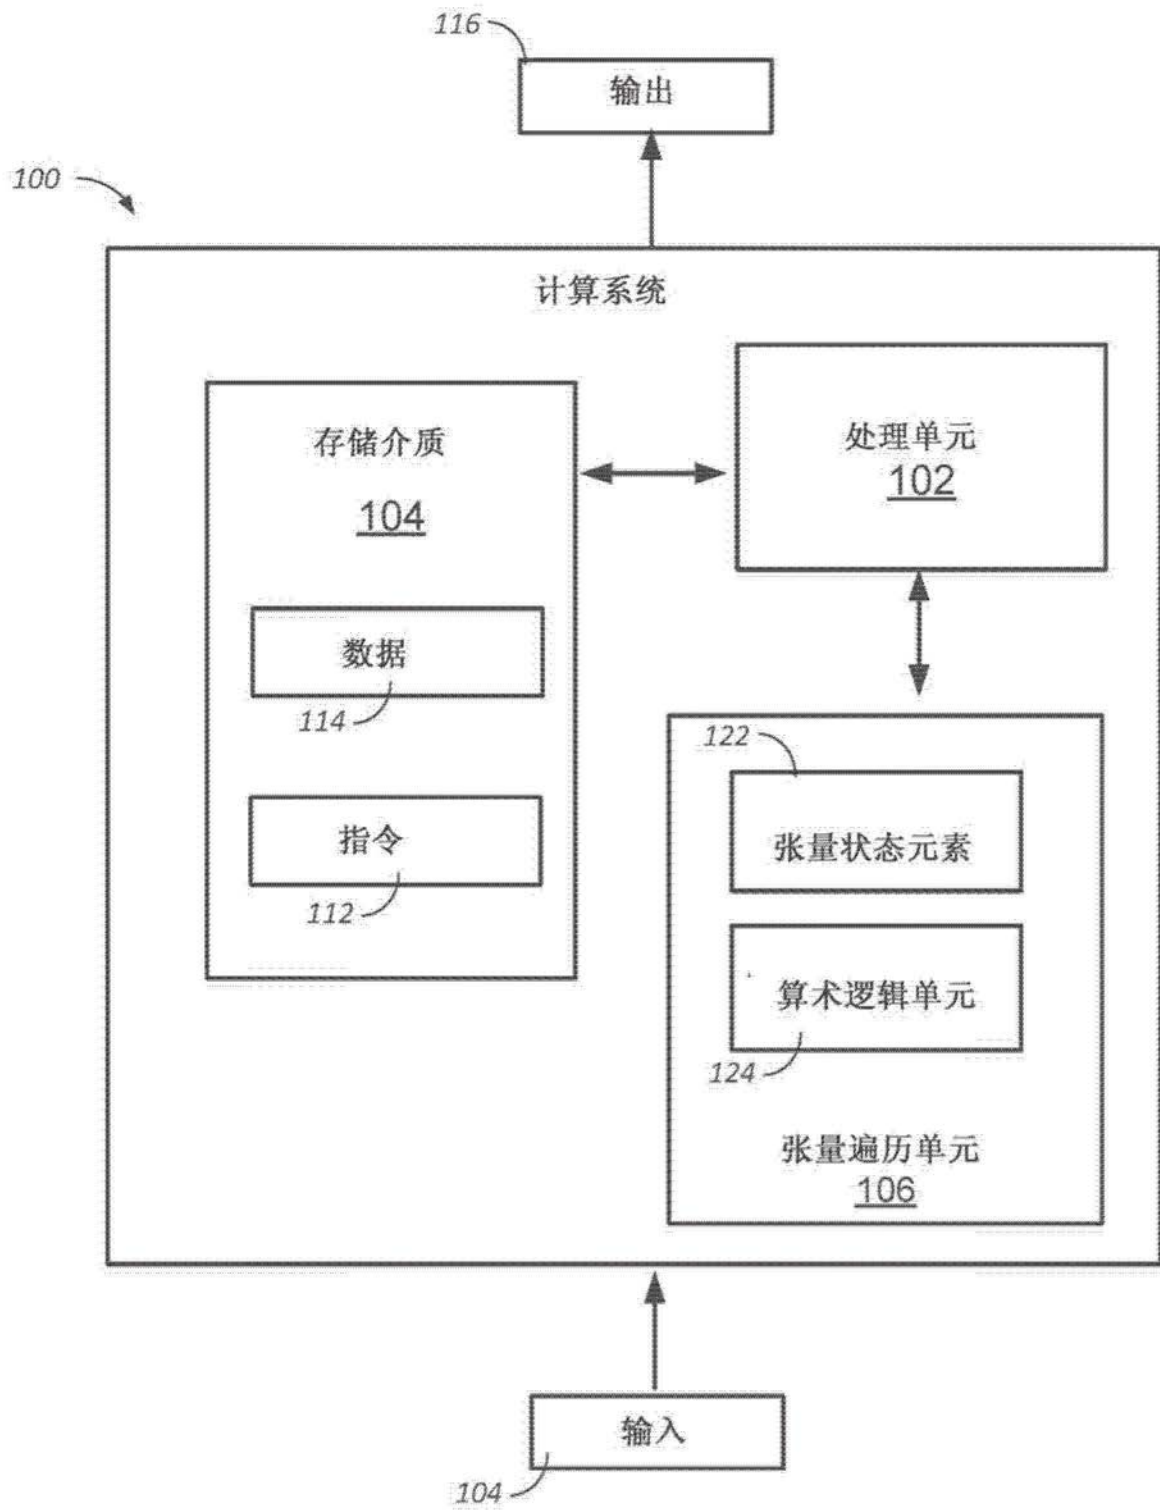 116
输出
100
计算系统
存储介质
104
处理单元
102
数据
114
指令
112
122
张量状态元素
算术逻辑单元
124
张量遍历单元
106
输入
104